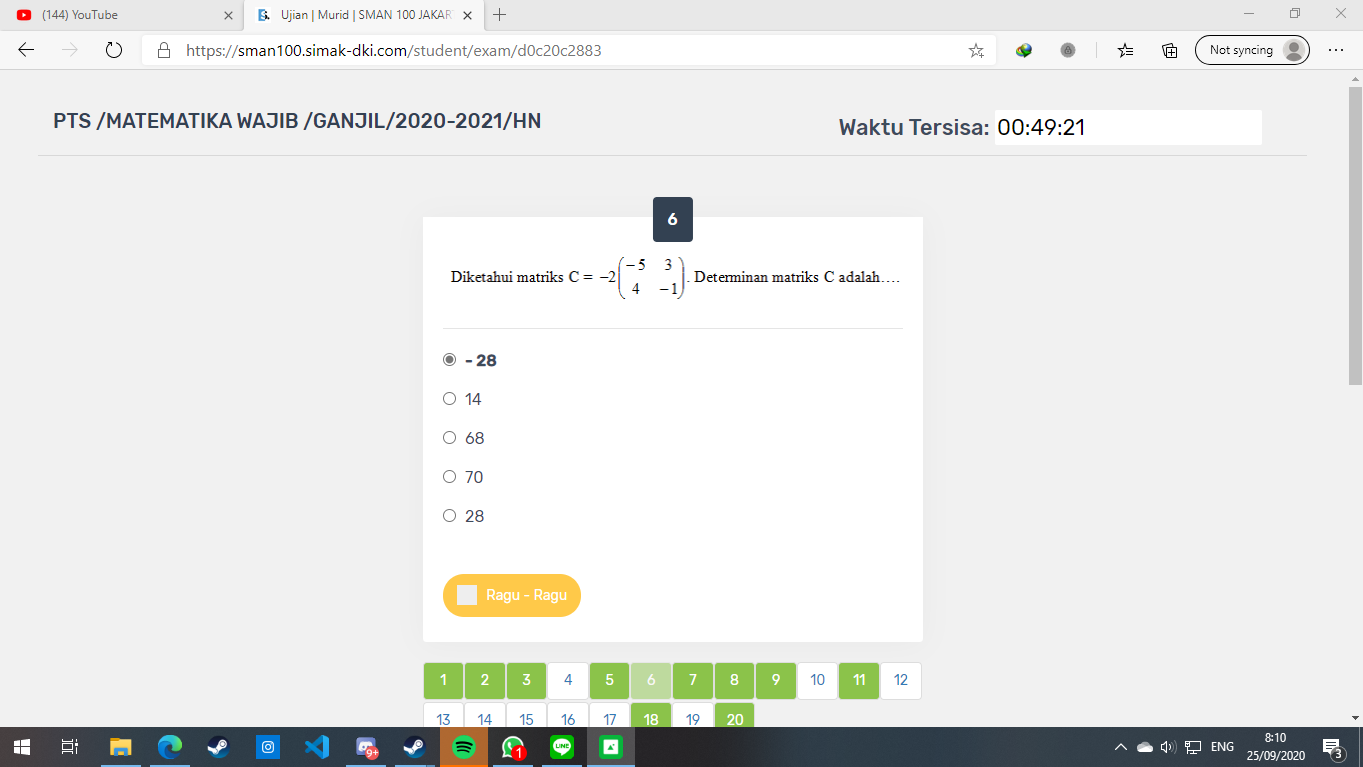 (144) YouTube
Ujian | Murid | SMAN 100 JAKAR
https://sman100.simak-dki.com/student/exam/d0c20c2883
Not syncing
PTS /MATEMATIKA WAJIB /GANJIL/2020-2021/HN
Waktu Tersisa: 00:49:21
6
Diketahui matriks C = −2(−5 3
4 −1). Determinan matriks C adalah….
- 28
14
68
70
28
Ragu - Ragu
1 2 3 4 5 6 7 8 9 10 11 12
13 14 15 16 17 18 19 20
9+
1
LINE
ENG
8:10
25/09/2020
3